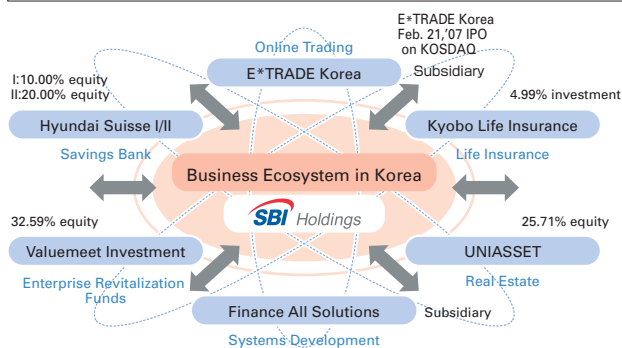 E*TRADE Korea
Feb. 21,'07 IPO
on KOSDAQ
Online Trading
E*TRADE Korea
Subsidiary
I:10.00% equity
II:20.00% equity
4.99% investment
Hyundai Suisse I/II
Kyobo Life Insurance
Savings Bank
Life Insurance
Business Ecosystem in Korea
SBI Holdings
32.59% equity
25.71% equity
Valuemeet Investment
UNIASSET
Enterprise Revitalization
Funds
Real Estate
Finance All Solutions
Subsidiary
Systems Development